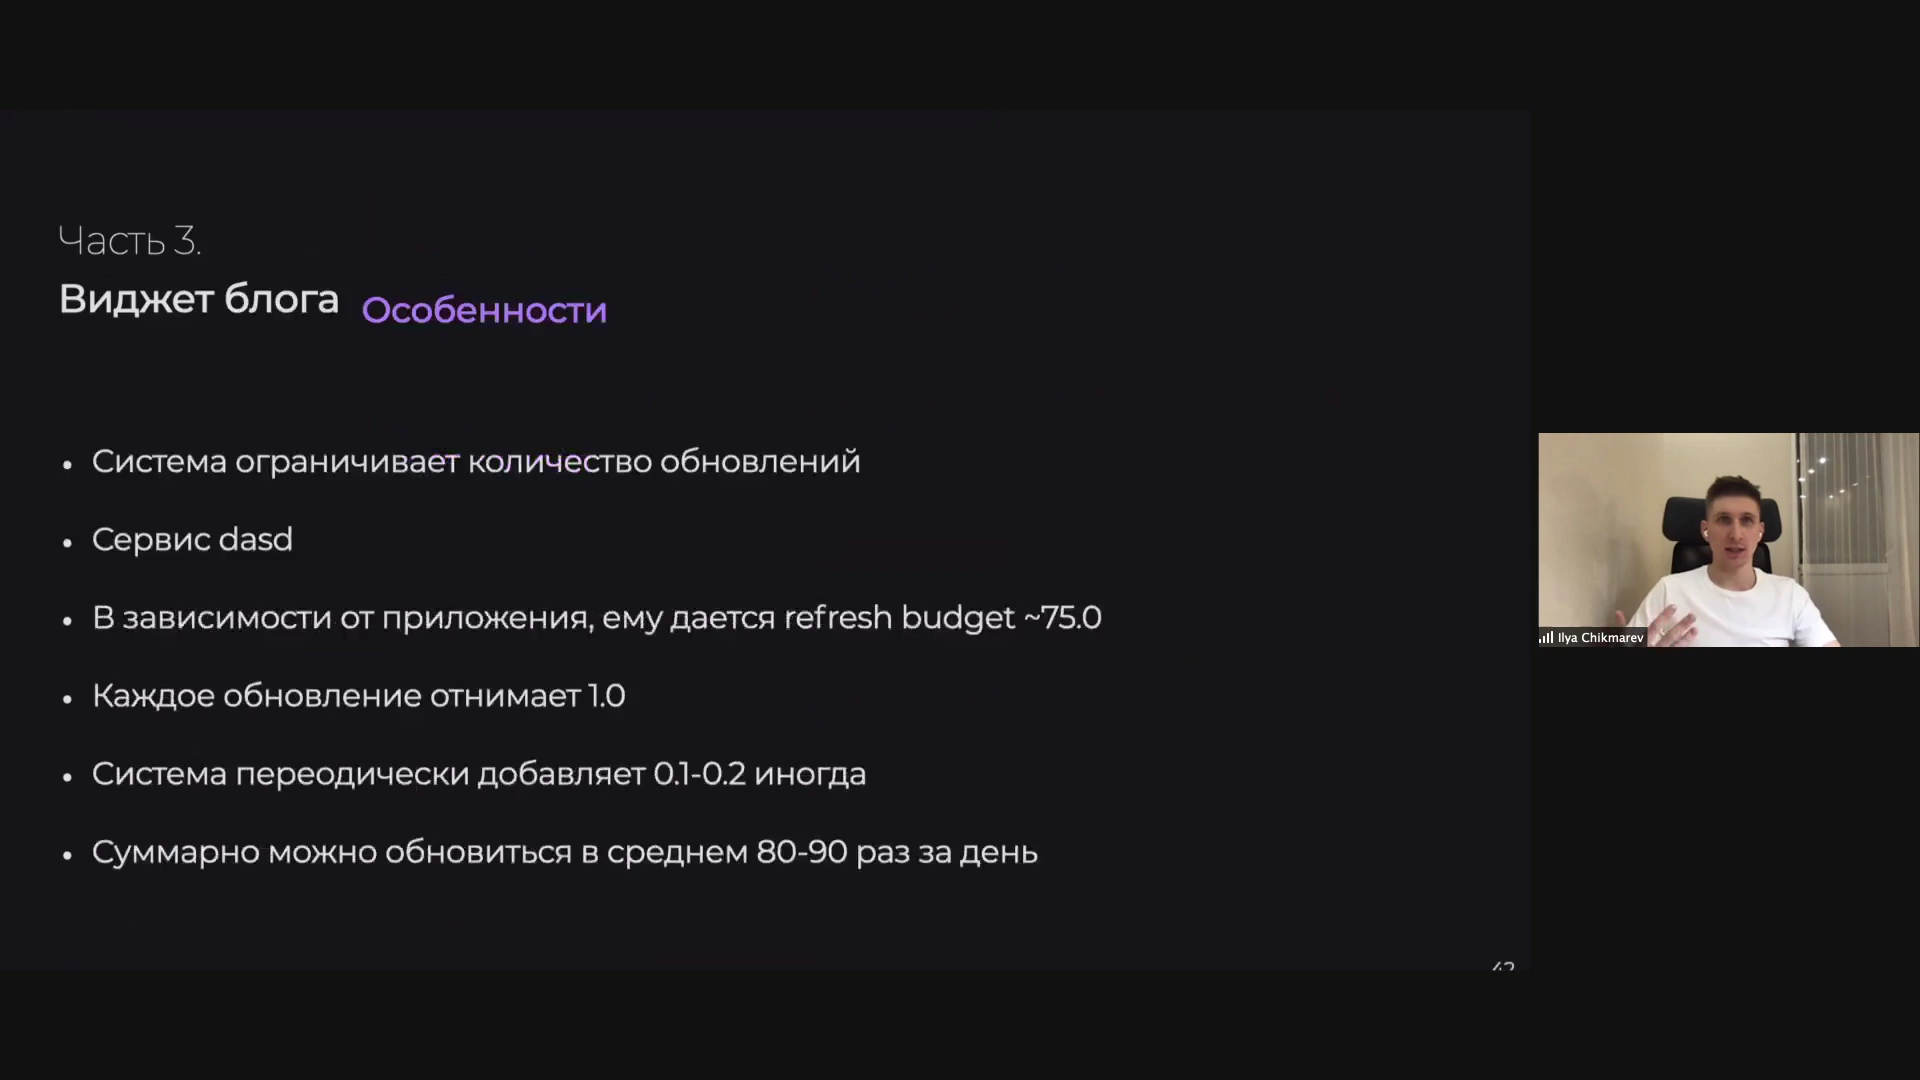 Часть 3.
Виджет блога Особенности
• Система ограничивает количество обновлений
• Сервис dasd
• В зависимости от приложения, ему дается refresh budget ~75.0
• Каждое обновление отнимает 1.0
• Система переодически добавляет 0.1-0.2 иногда
• Суммарно можно обновиться в среднем 80-90 раз за день
Ilya Chikmarev